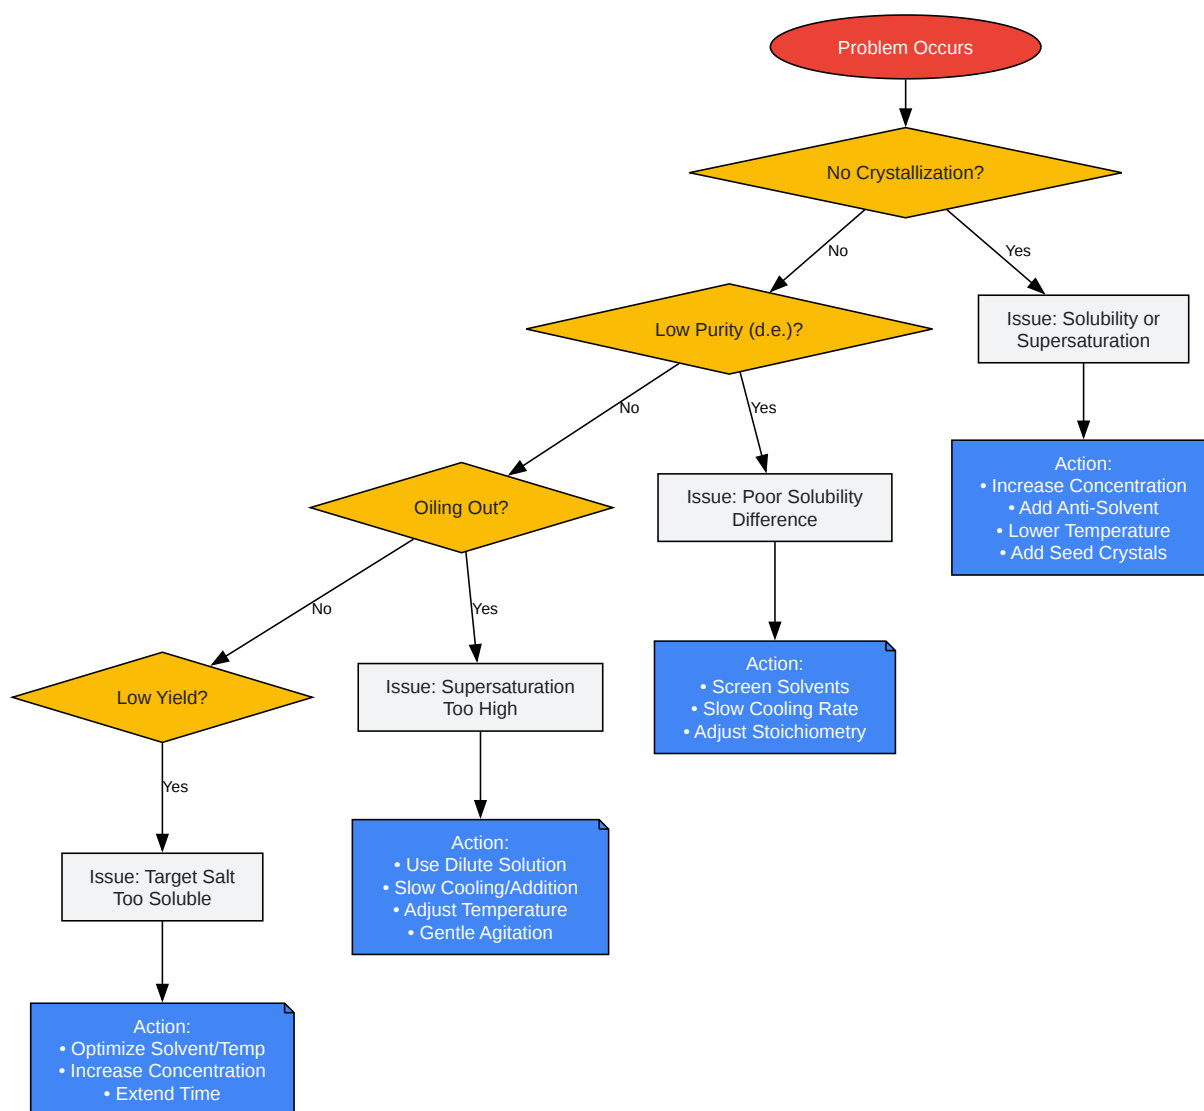 Problem Occurs
No Crystallization?
No
Yes
Low Purity (d.e.)?
Issue: Solubility or
Supersaturation
No
Yes
Action:
• Increase Concentration
• Add Anti-Solvent
• Lower Temperature
• Add Seed Crystals
Oiling Out?
Issue: Poor Solubility
Difference
No
Yes
Action:
• Screen Solvents
• Slow Cooling Rate
• Adjust Stoichiometry
Low Yield?
Issue: Supersaturation
Too High
Yes
Action:
• Use Dilute Solution
• Slow Cooling/Addition
• Adjust Temperature
• Gentle Agitation
Issue: Target Salt
Too Soluble
Action:
• Optimize Solvent/Temp
• Increase Concentration
• Extend Time